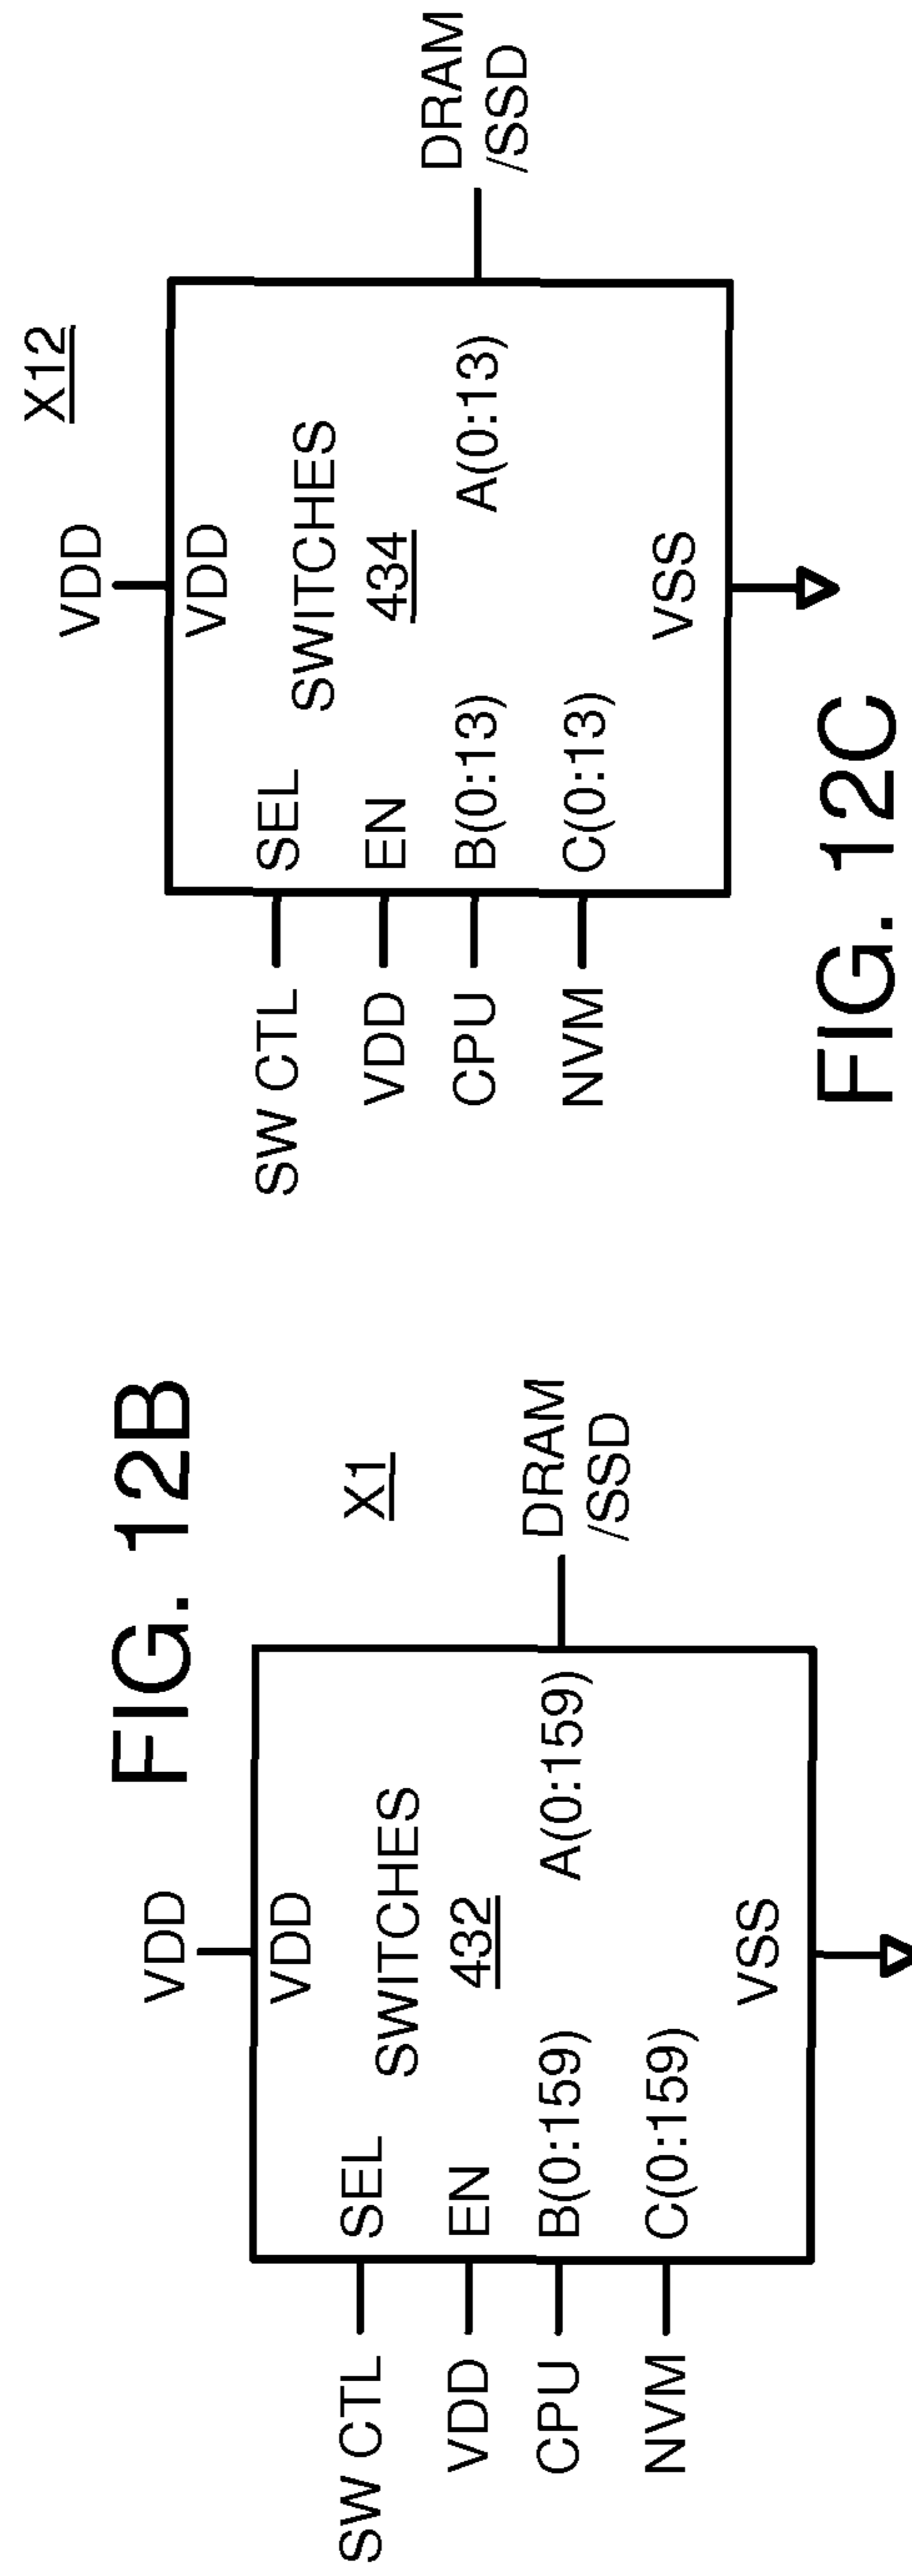 FIG. 12B
X1
VDD
VDD
SWITCHES
432
SW CTL
SEL
VDD
EN
CPU
B(0:159)
A(0:159)
DRAM
/SSD
NVM
C(0:159)
VSS
X12
VDD
VDD
SWITCHES
434
SW CTL
SEL
VDD
EN
CPU
B(0:13)
A(0:13)
DRAM
/SSD
NVM
C(0:13)
VSS
FIG. 12C